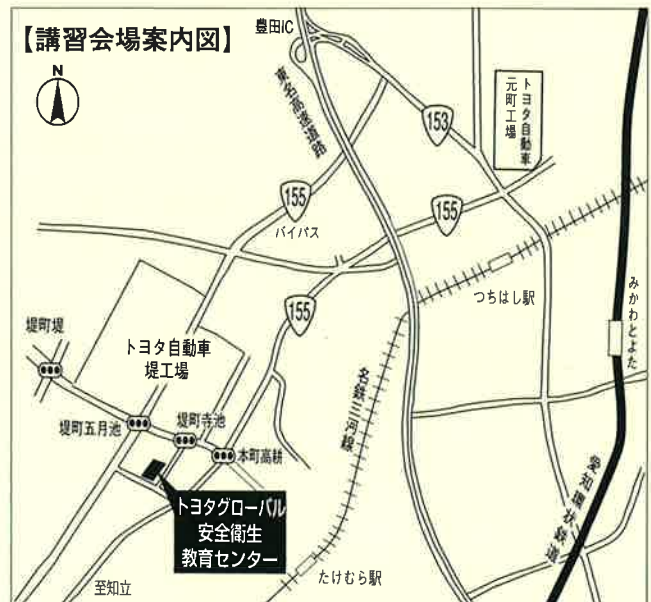 【講習会場案内図】
N
豊田IC
東名高速道路
153
トヨタ自動車
元町工場
155
バイパス
155
つちはし駅
みかわとよた
155
堤町堤
トヨタ自動車
堤工場
名鉄三河線
堤町五月池
堤町寺池
本町高耕
愛知環状鉄道
トヨタグローバル
安全衛生
教育センター
たけむら駅
至知立